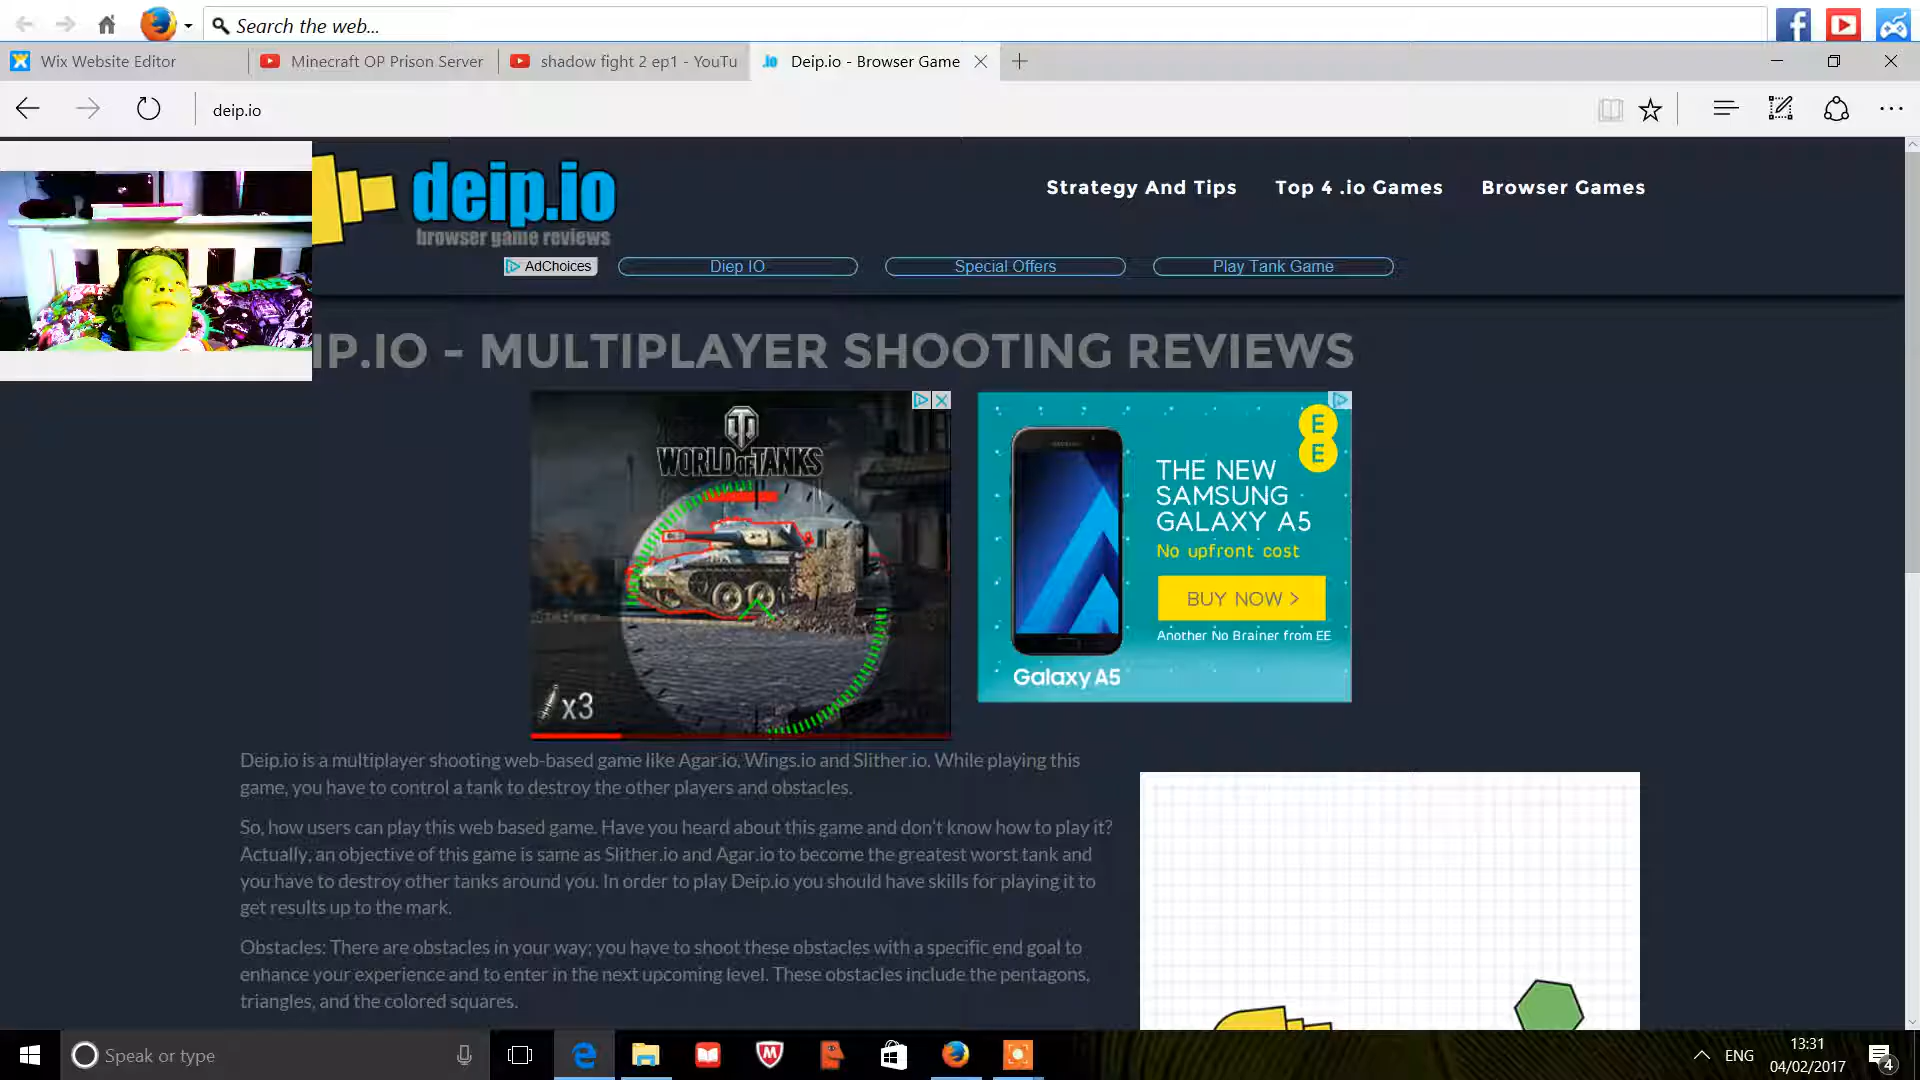 Search the web...
Wix Website Editor
Minecraft OP Prison Server
shadow fight 2 ep1 - YouTu
.io Deip.io - Browser Game
deip.io
deip.io
browser game reviews
Strategy And Tips
Top 4 .io Games
Browser Games
AdChoices
Diep IO
Special Offers
Play Tank Game
IP.IO - MULTIPLAYER SHOOTING REVIEWS
WORLD OF TANKS
x3
E
E
THE NEW
SAMSUNG
GALAXY A5
No upfront cost
BUY NOW >
Another No Brainer from EE
Galaxy A5
Deip.io is a multiplayer shooting web-based game like Agar.io, Wings.io and Slither.io. While playing this
game, you have to control a tank to destroy the other players and obstacles.
So, how users can play this web based game. Have you heard about this game and don't know how to play it?
Actually, an objective of this game is same as Slither.io and Agar.io to become the greatest worst tank and
you have to destroy other tanks around you. In order to play Deip.io you should have skills for playing it to
get results up to the mark.
Obstacles: There are obstacles in your way; you have to shoot these obstacles with a specific end goal to
enhance your experience and to enter in the next upcoming level. These obstacles include the pentagons,
triangles, and the colored squares.
Speak or type
ENG
13:31
04/02/2017
4